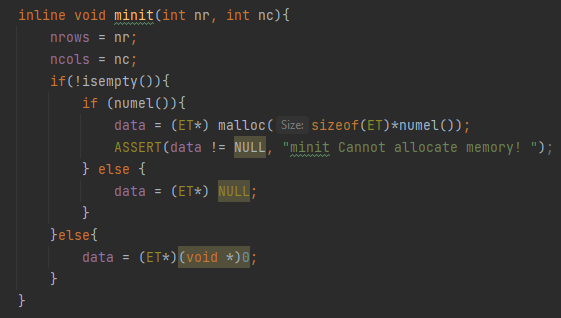 inline void minit(int nr, int nc){
    nrows = nr;
    ncols = nc;
    if(!isempty()){
        if (numel()){
            data = (ET*) malloc( Size: sizeof(ET)*numel());
            ASSERT(data != NULL, "minit Cannot allocate memory! ");
        } else {
            data = (ET*) NULL;
        }
    }else{
        data = (ET*)(void *)0;
    }
}